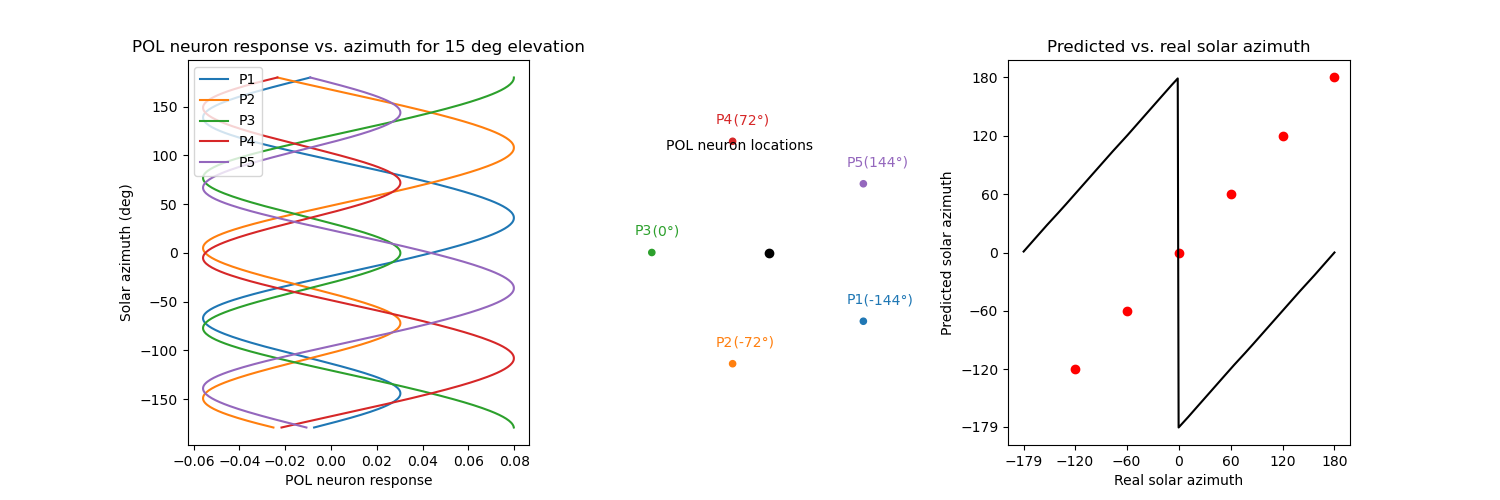 POL neuron response vs. azimuth for 15 deg elevation
P1
P2
P3
P4
P5
150
100
50
0
−50
−100
−150
Solar azimuth (deg)
−0.06 −0.04 −0.02 0.00 0.02 0.04 0.06 0.08
POL neuron response
P4(72°)
POL neuron locations
P5(144°)
P3(0°)
P1(-144°)
P2(-72°)
Predicted vs. real solar azimuth
180
120
60
0
−60
−120
−179
Predicted solar azimuth
−179 −120 −60 0 60 120 180
Real solar azimuth